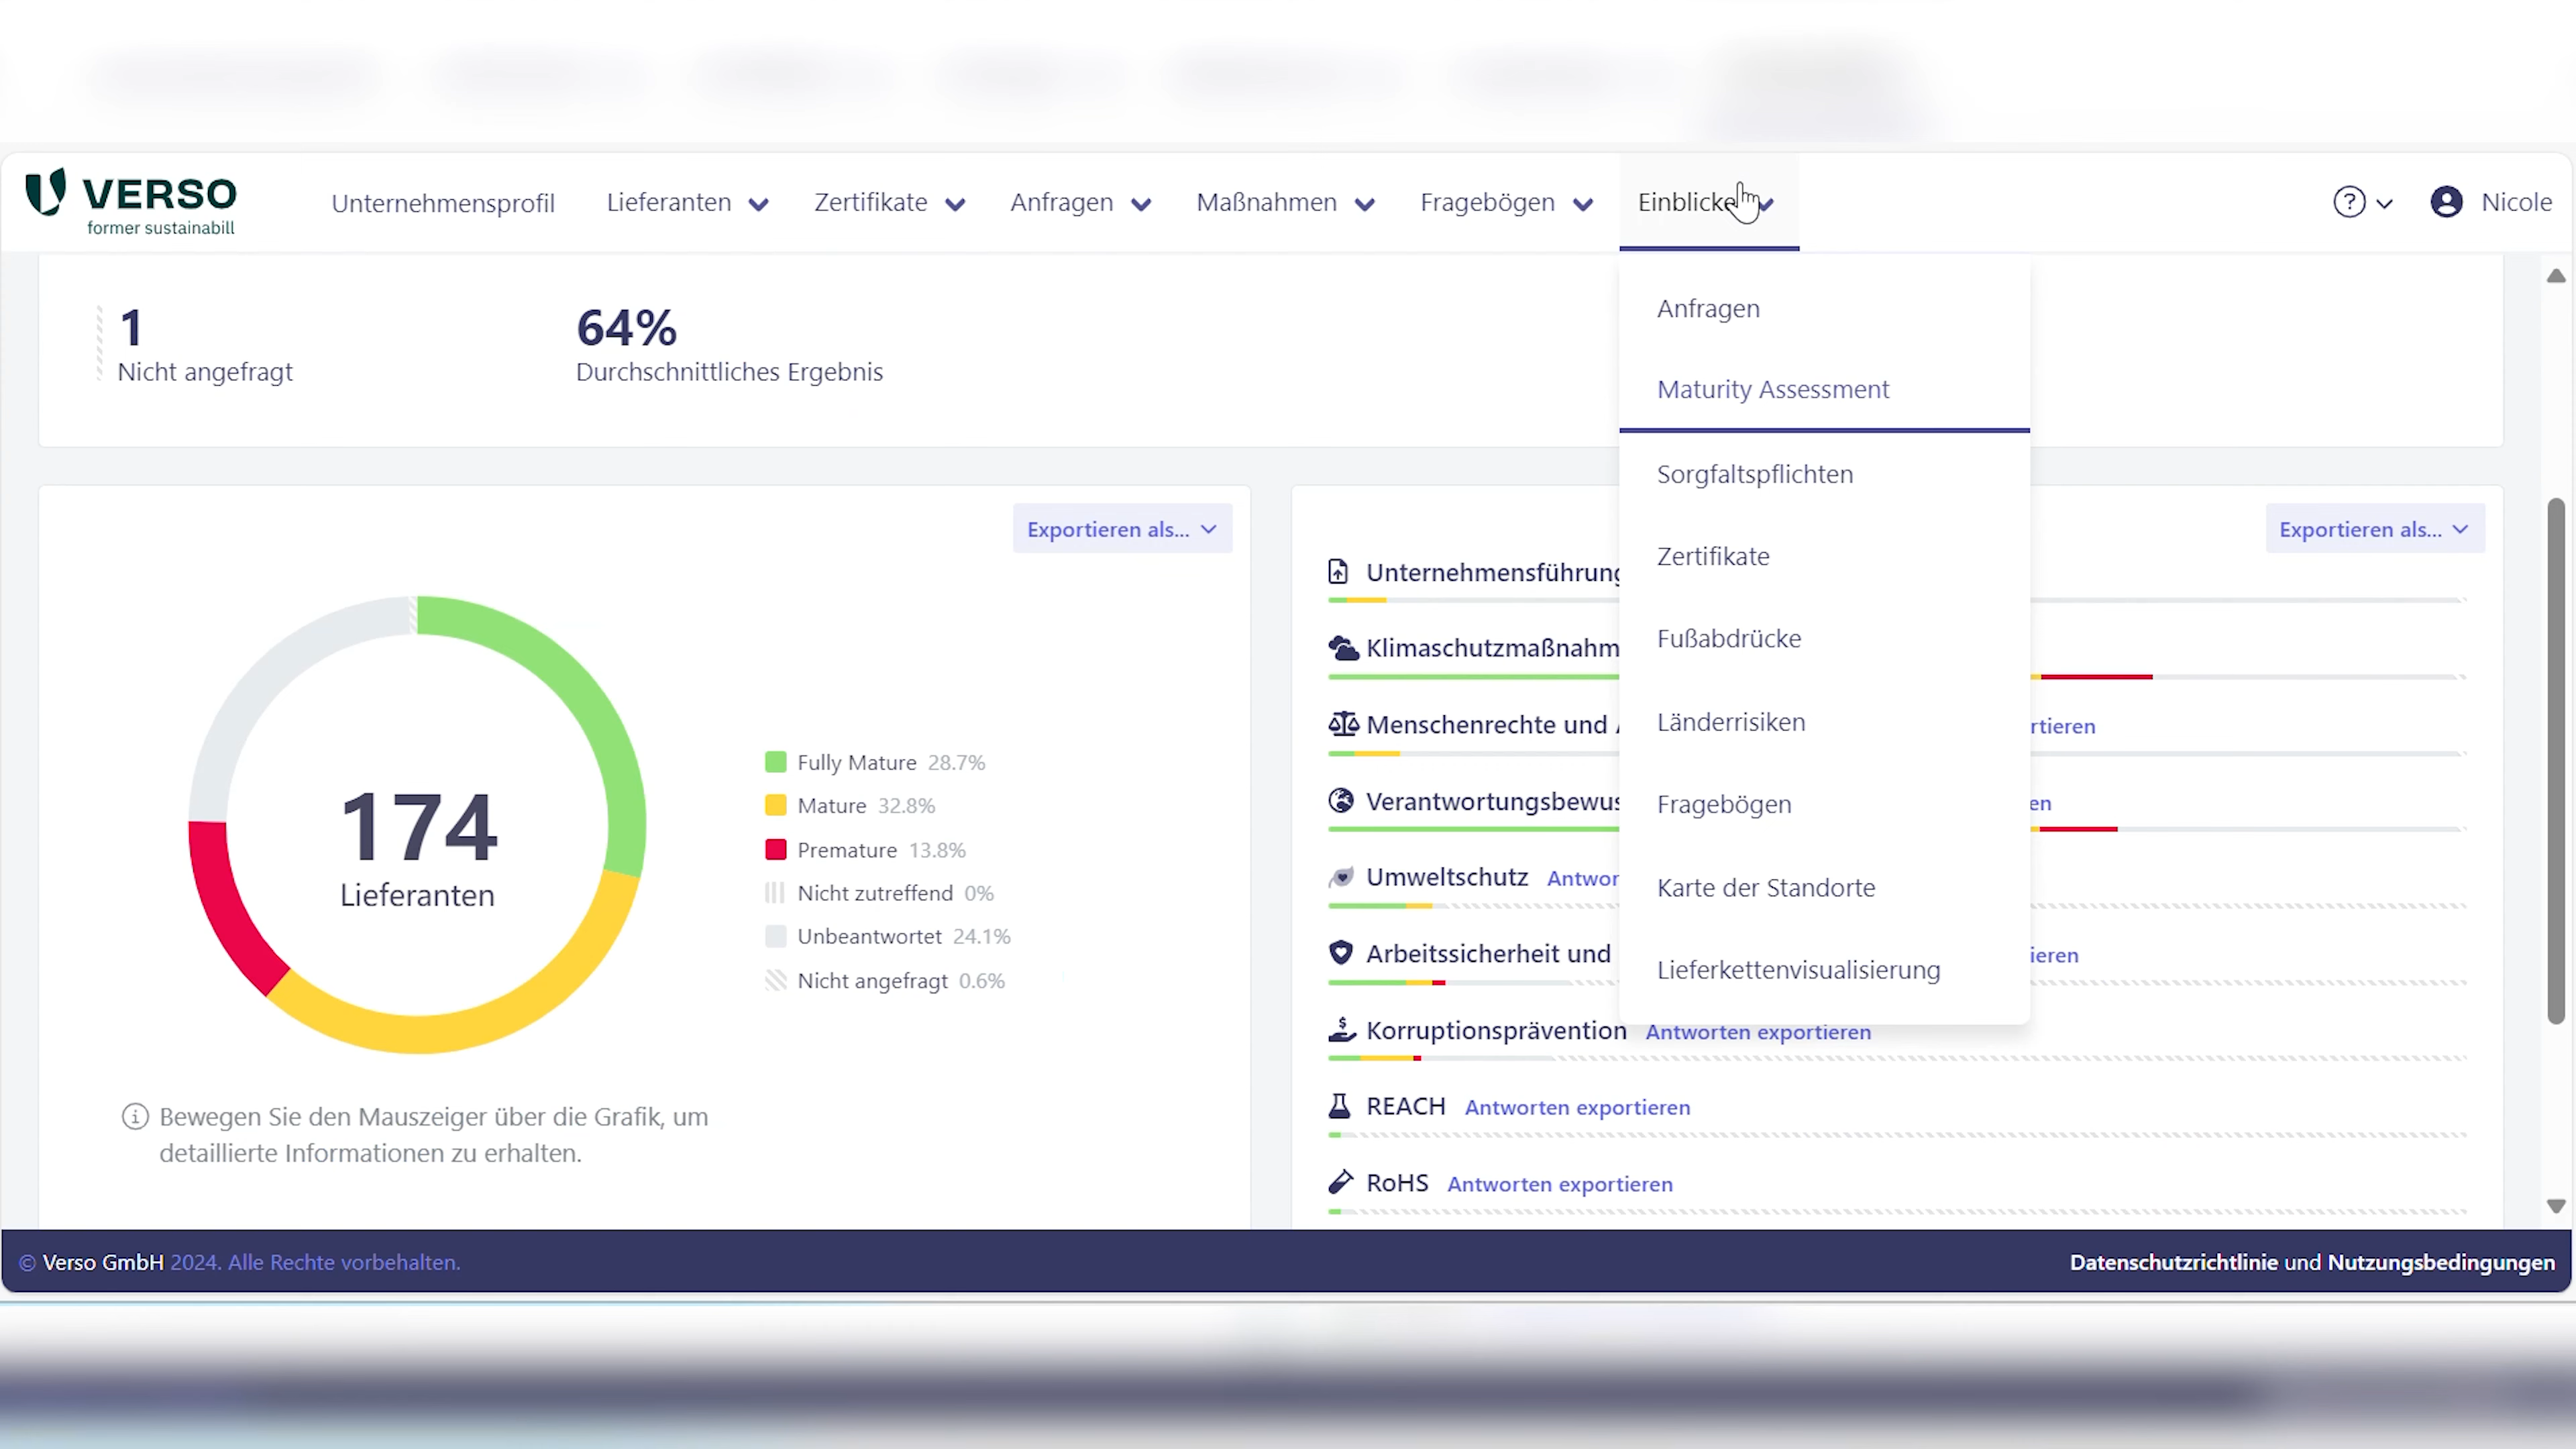 VERSO
former sustainabill
Unternehmensprofil
Lieferanten
Zertifikate
Anfragen
Maßnahmen
Fragebögen
Einblicke
?
Nicole
1
Nicht angefragt
64%
Durchschnittliches Ergebnis
Anfragen
Maturity Assessment
Sorgfaltspflichten
Zertifikate
Fußabdrücke
Länderrisiken
Fragebögen
Karte der Standorte
Lieferkettenvisualisierung
Exportieren als...
174
Lieferanten
Fully Mature 28.7%
Mature 32.8%
Premature 13.8%
Nicht zutreffend 0%
Unbeantwortet 24.1%
Nicht angefragt 0.6%
Bewegen Sie den Mauszeiger über die Grafik, um
detaillierte Informationen zu erhalten.
Exportieren als...
Unternehmensführung
Klimaschutzmaßnahm
Menschenrechte und
rtieren
Verantwortungsbewus
en
Umweltschutz Antwor
Arbeitssicherheit und
ieren
Korruptionsprävention Antworten exportieren
REACH Antworten exportieren
RoHS Antworten exportieren
© Verso GmbH 2024. Alle Rechte vorbehalten.
Datenschutzrichtlinie und Nutzungsbedingungen